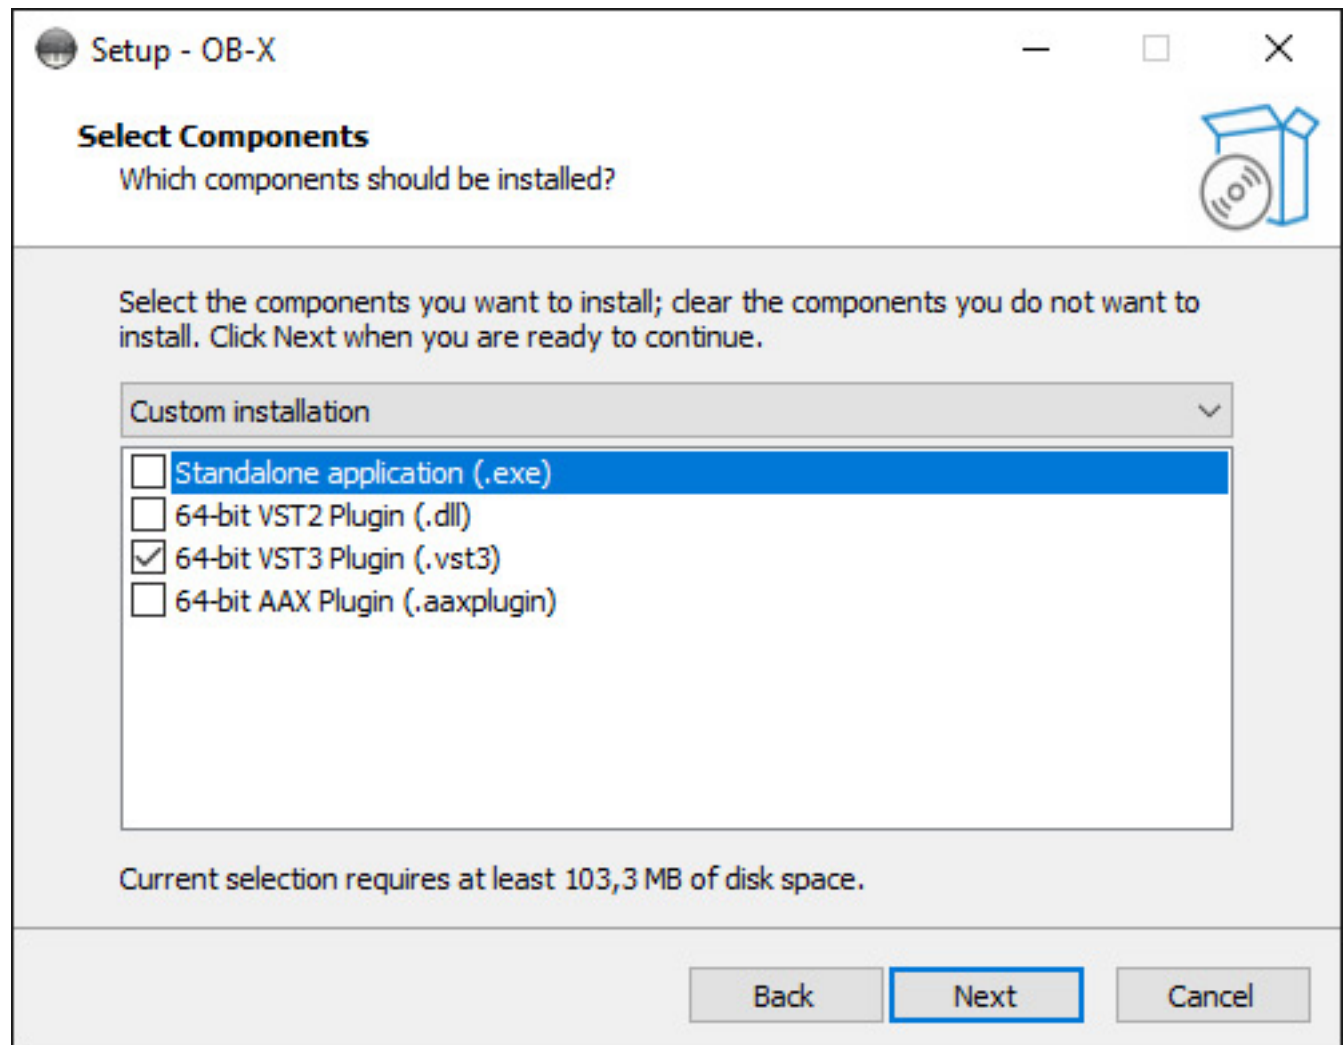 Setup - OB-X
Select Components
Which components should be installed?
Select the components you want to install; clear the components you do not want to
install. Click Next when you are ready to continue.
Custom installation
Standalone application (.exe)
64-bit VST2 Plugin (.dll)
64-bit VST3 Plugin (.vst3)
64-bit AAX Plugin (.aaxplugin)
Current selection requires at least 103,3 MB of disk space.
Back Next Cancel